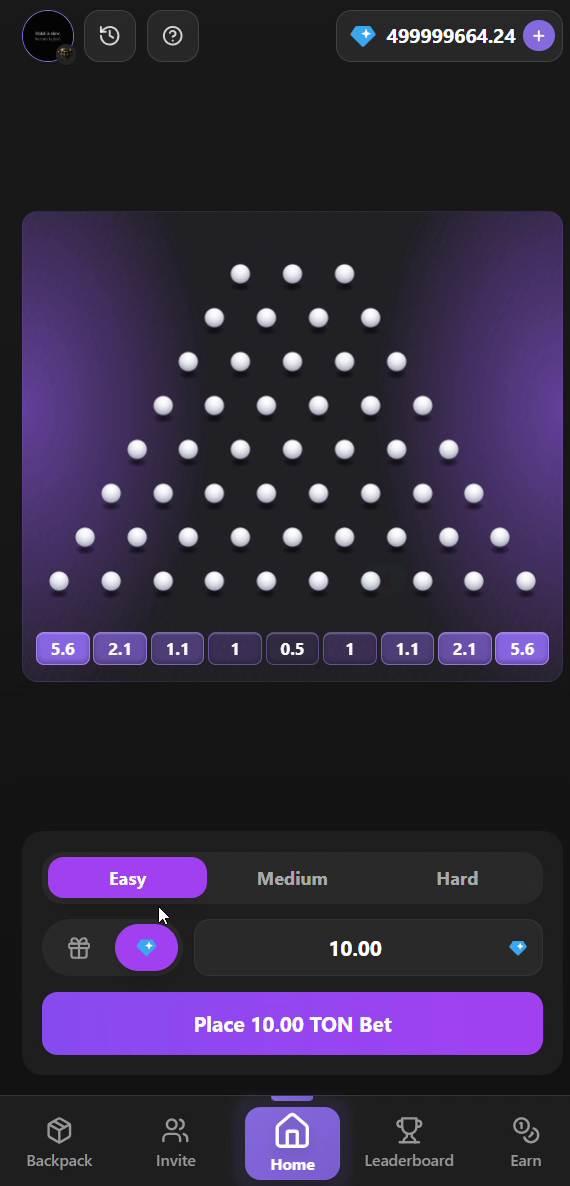 499999664.24
5.6 2.1 1.1 1 0.5 1 1.1 2.1 5.6
Easy Medium Hard
10.00
Place 10.00 TON Bet
Backpack Invite Home Leaderboard Earn